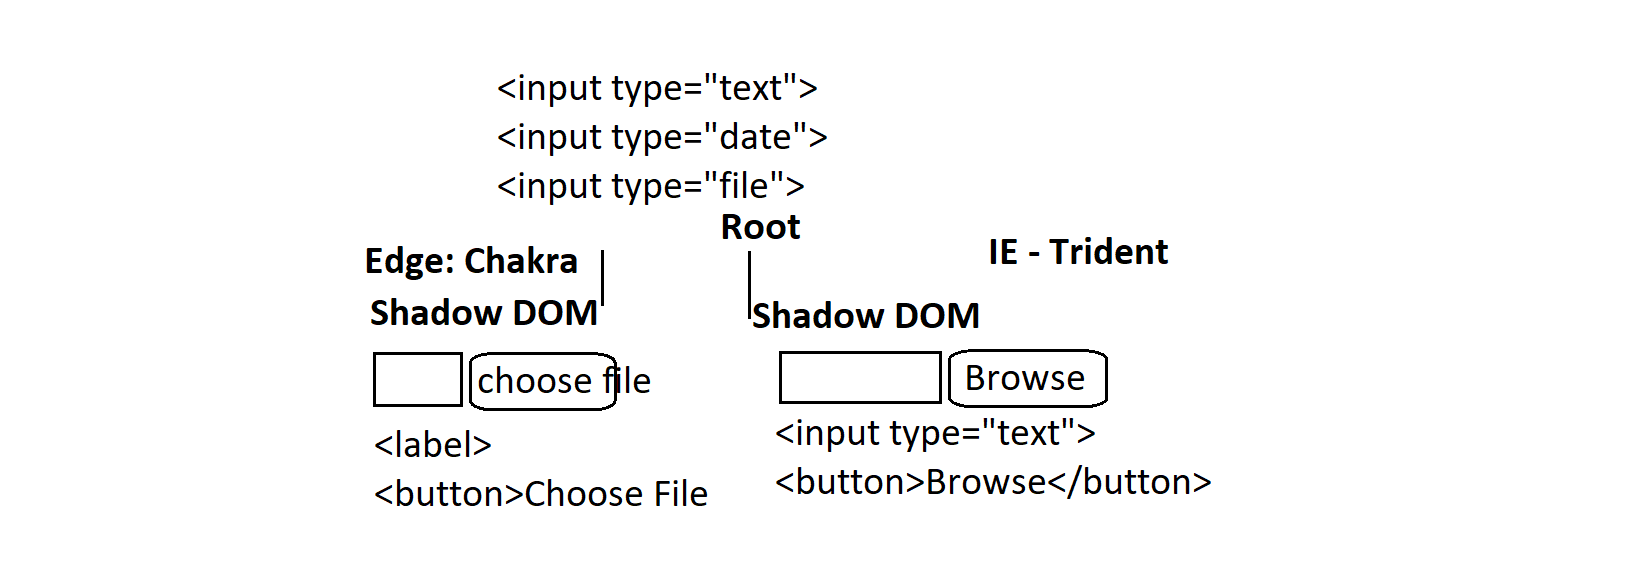 <input type="text">
<input type="date">
<input type="file">
Root
Edge: Chakra
IE - Trident
Shadow DOM
Shadow DOM
choose file
Browse
<label>
<button>Choose File
<input type="text">
<button>Browse</button>